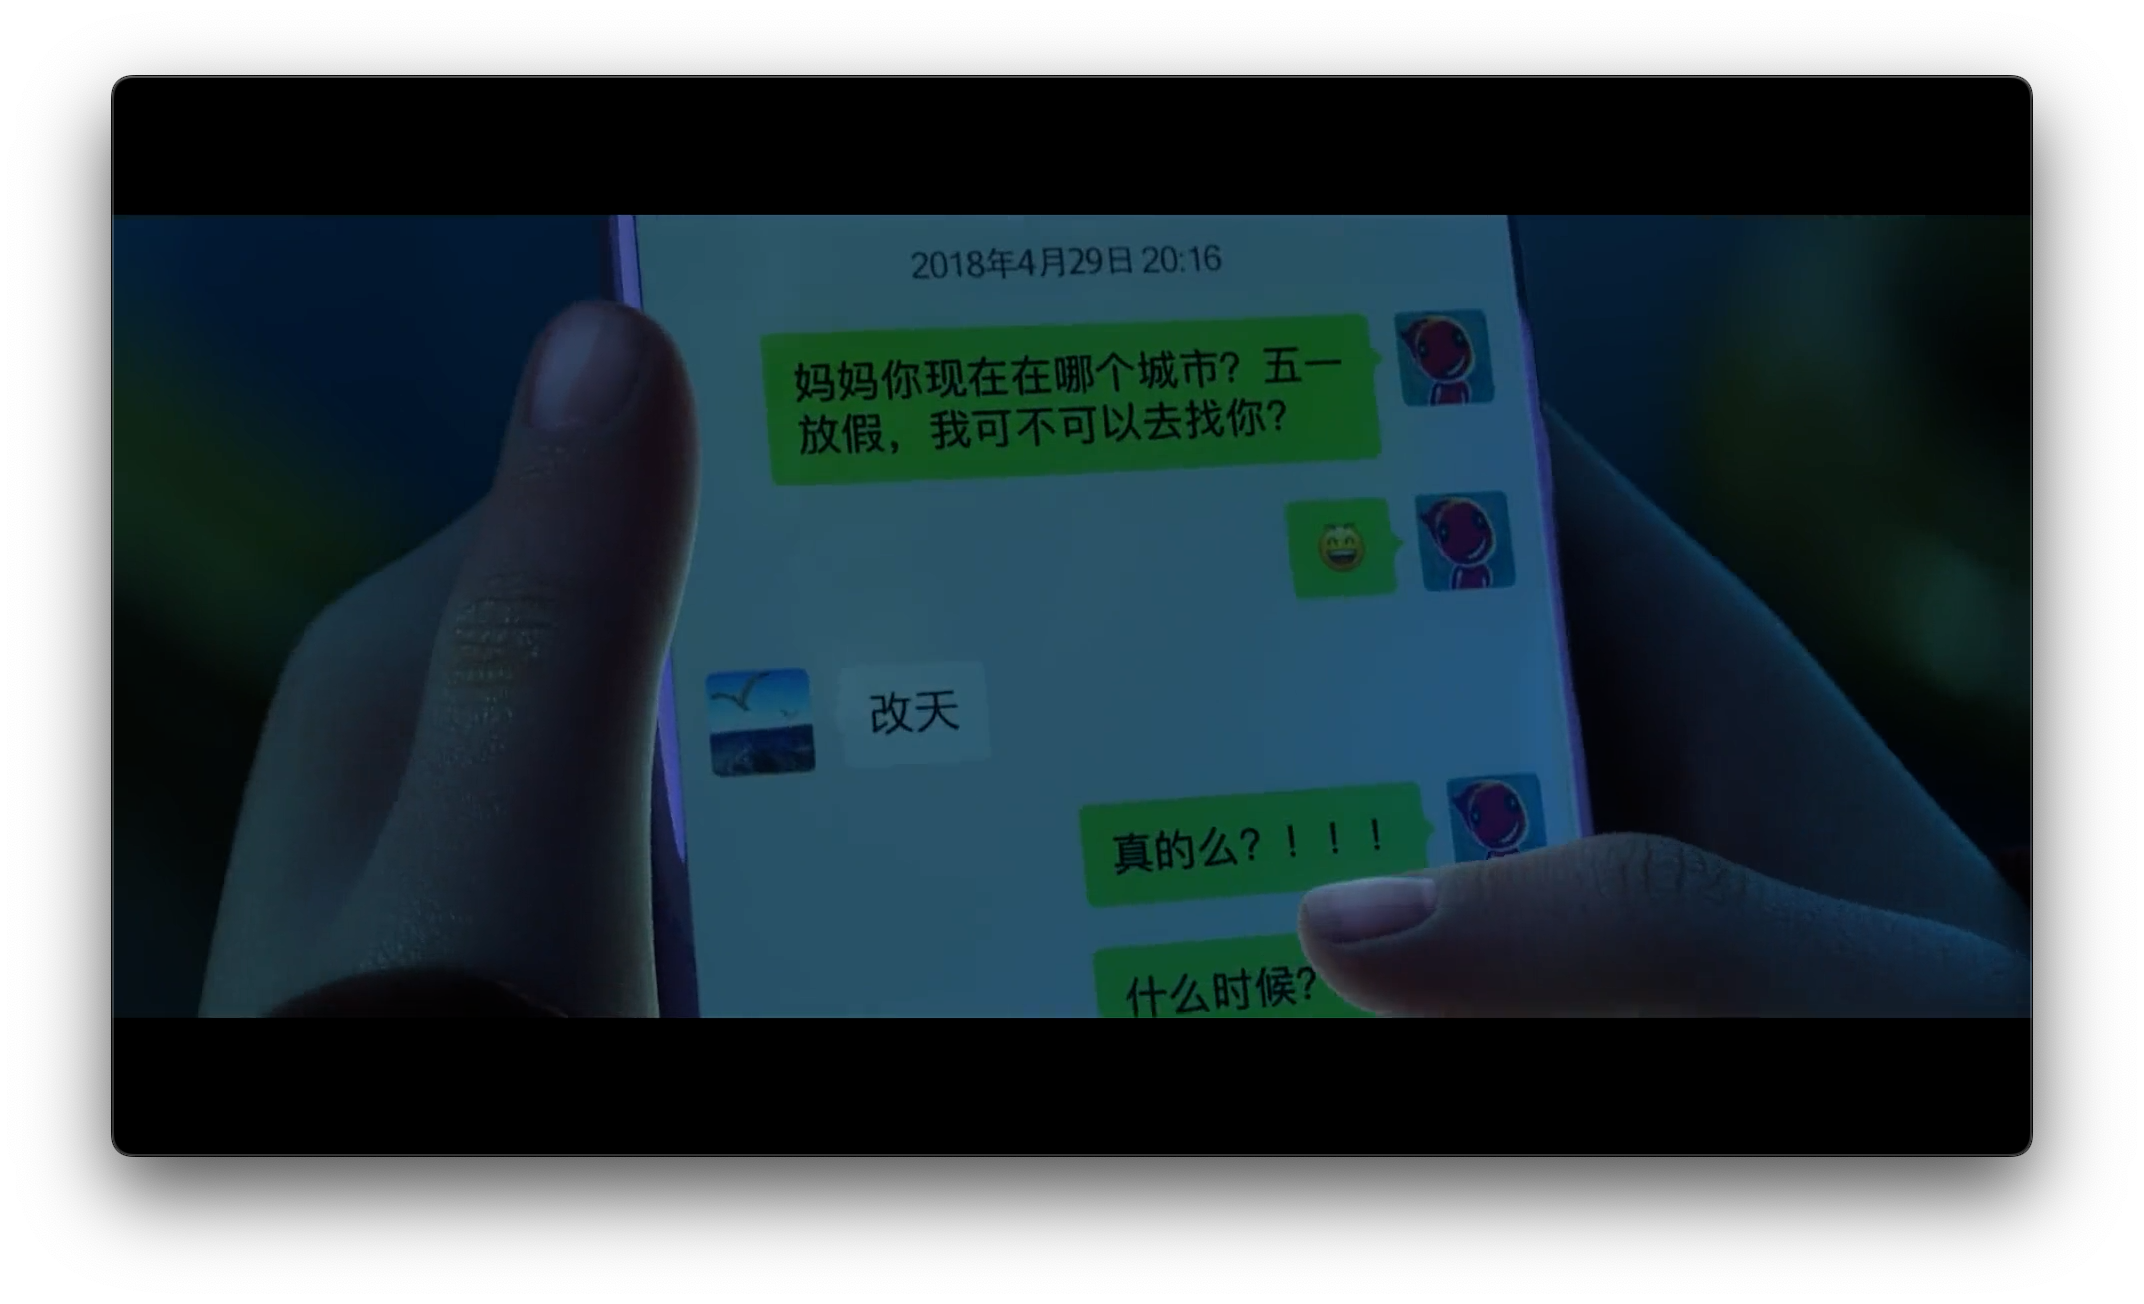 2018年4月29日 20:16
妈妈你现在在哪个城市？五一
放假，我可不可以去找你？
改天
真的么？！！！
什么时候？